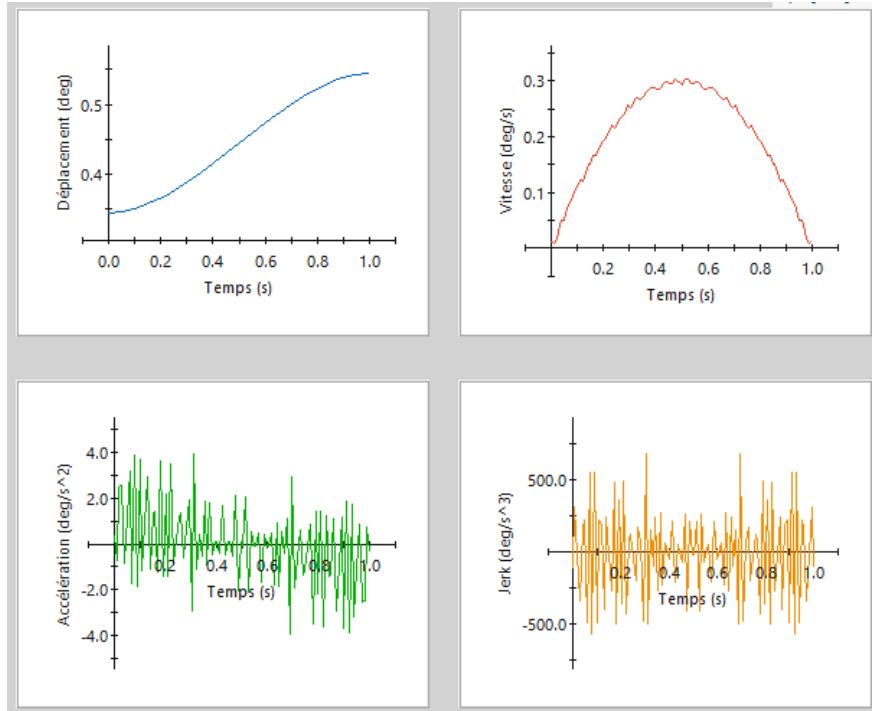 Déplacement (deg)
0.5
0.4
0.0 0.2 0.4 0.6 0.8 1.0
Temps (s)
Vitesse (deg/s)
0.3
0.2
0.1
0.2 0.4 0.6 0.8 1.0
Temps (s)
Accélération (deg/s^2)
4.0
2.0
-2.0
-4.0
0.2 0.4 0.6 0.8 1.0
Temps (s)
Jerk (deg/s^3)
500.0
-500.0
0.2 0.4 0.6 0.8 1.0
Temps (s)